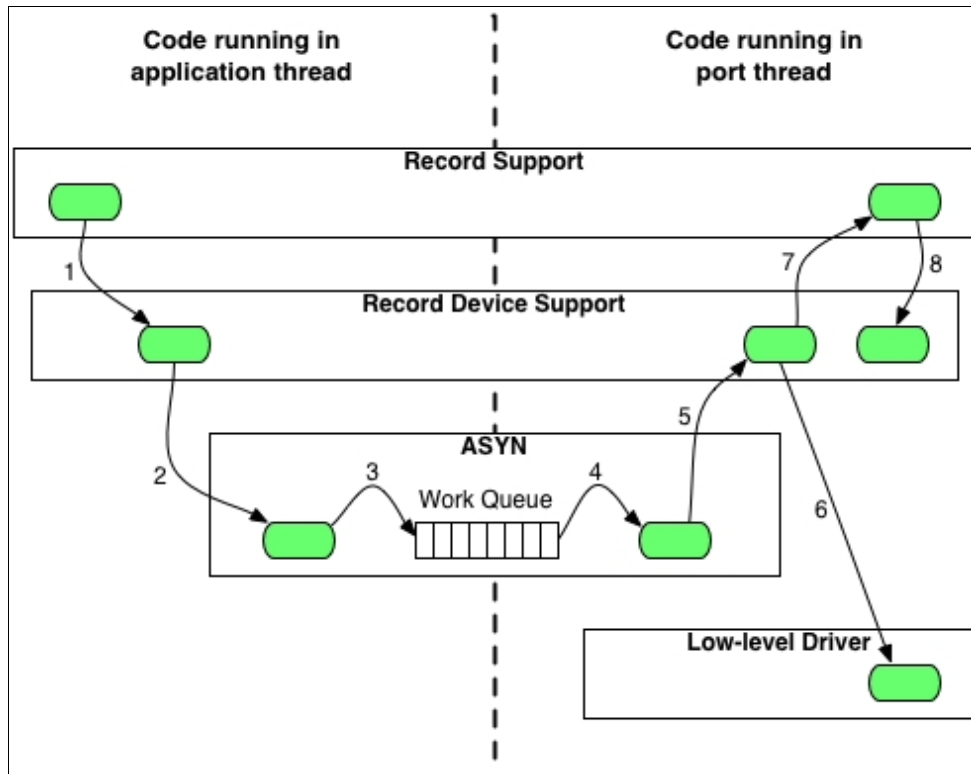 Code running in
application thread
Code running in
port thread
Record Support
1
7
8
Record Device Support
2
5
ASYN
3
4
Work Queue
6
Low-level Driver